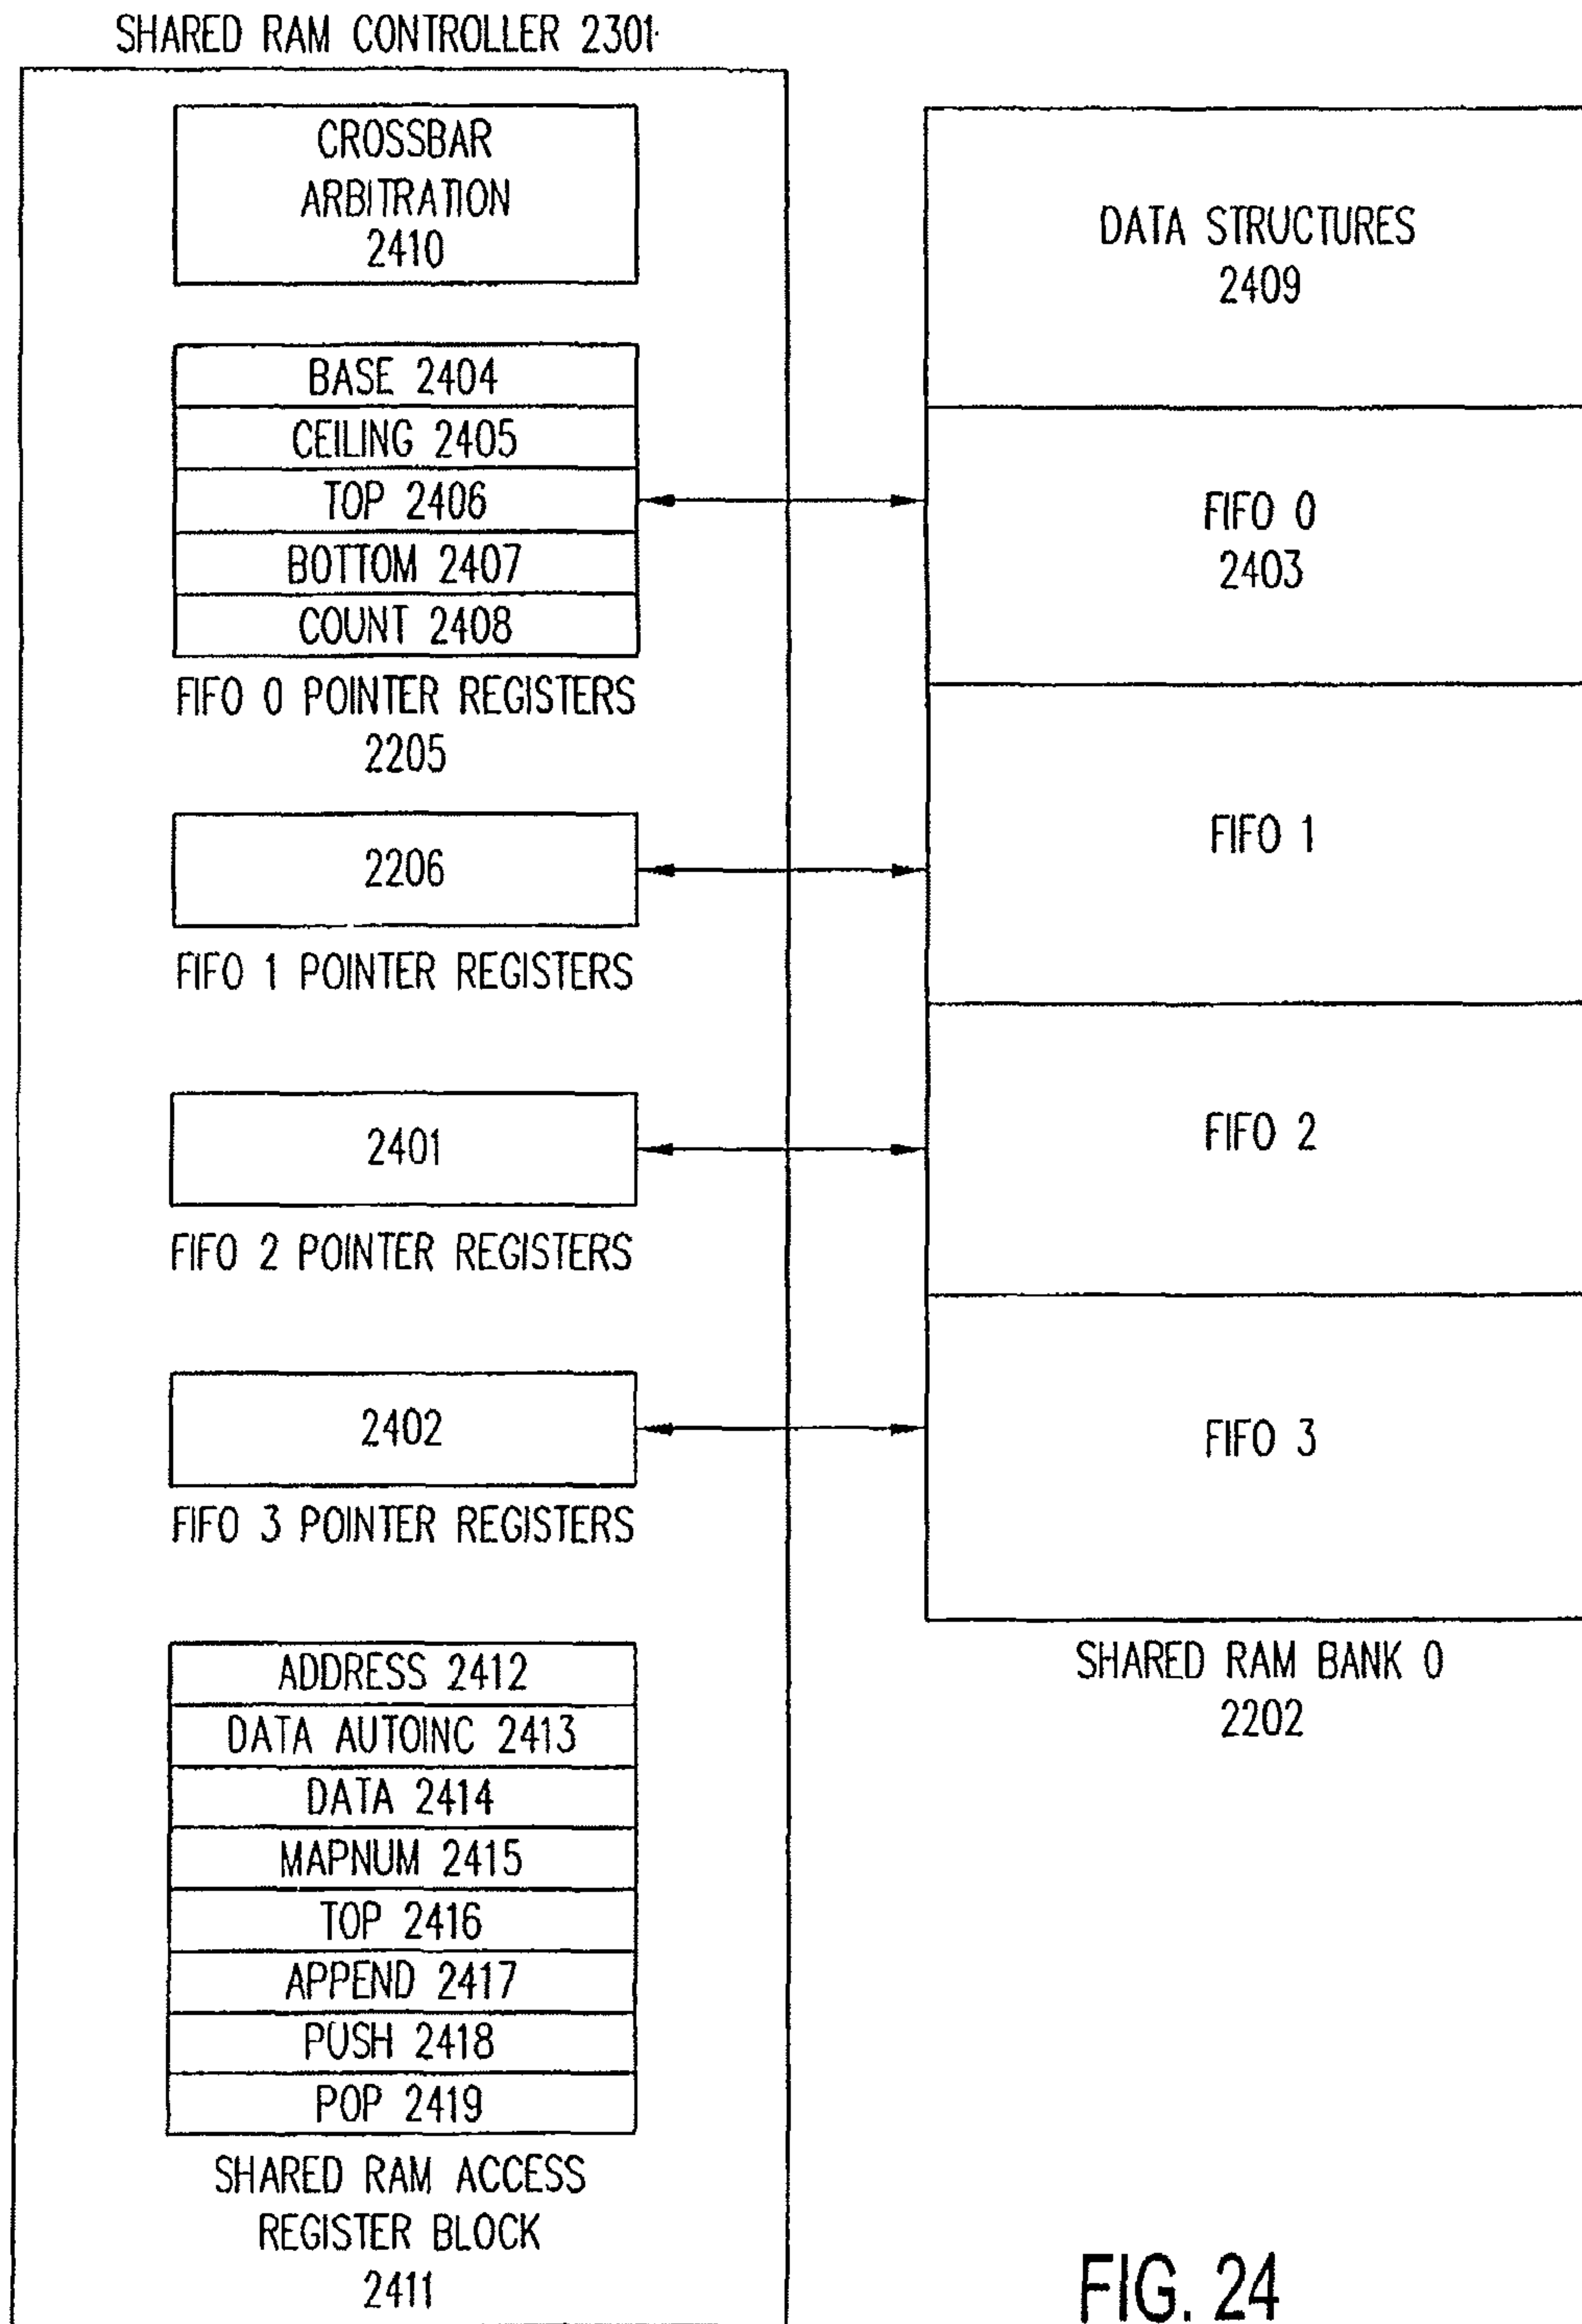 SHARED RAM CONTROLLER 2301
CROSSBAR
ARBITRATION
2410
BASE 2404
CEILING 2405
TOP 2406
BOTTOM 2407
COUNT 2408
FIFO 0 POINTER REGISTERS
2205
2206
FIFO 1 POINTER REGISTERS
2401
FIFO 2 POINTER REGISTERS
2402
FIFO 3 POINTER REGISTERS
ADDRESS 2412
DATA AUTOINC 2413
DATA 2414
MAPNUM 2415
TOP 2416
APPEND 2417
PUSH 2418
POP 2419
SHARED RAM ACCESS
REGISTER BLOCK
2411
DATA STRUCTURES
2409
FIFO 0
2403
FIFO 1
FIFO 2
FIFO 3
SHARED RAM BANK 0
2202
FIG. 24